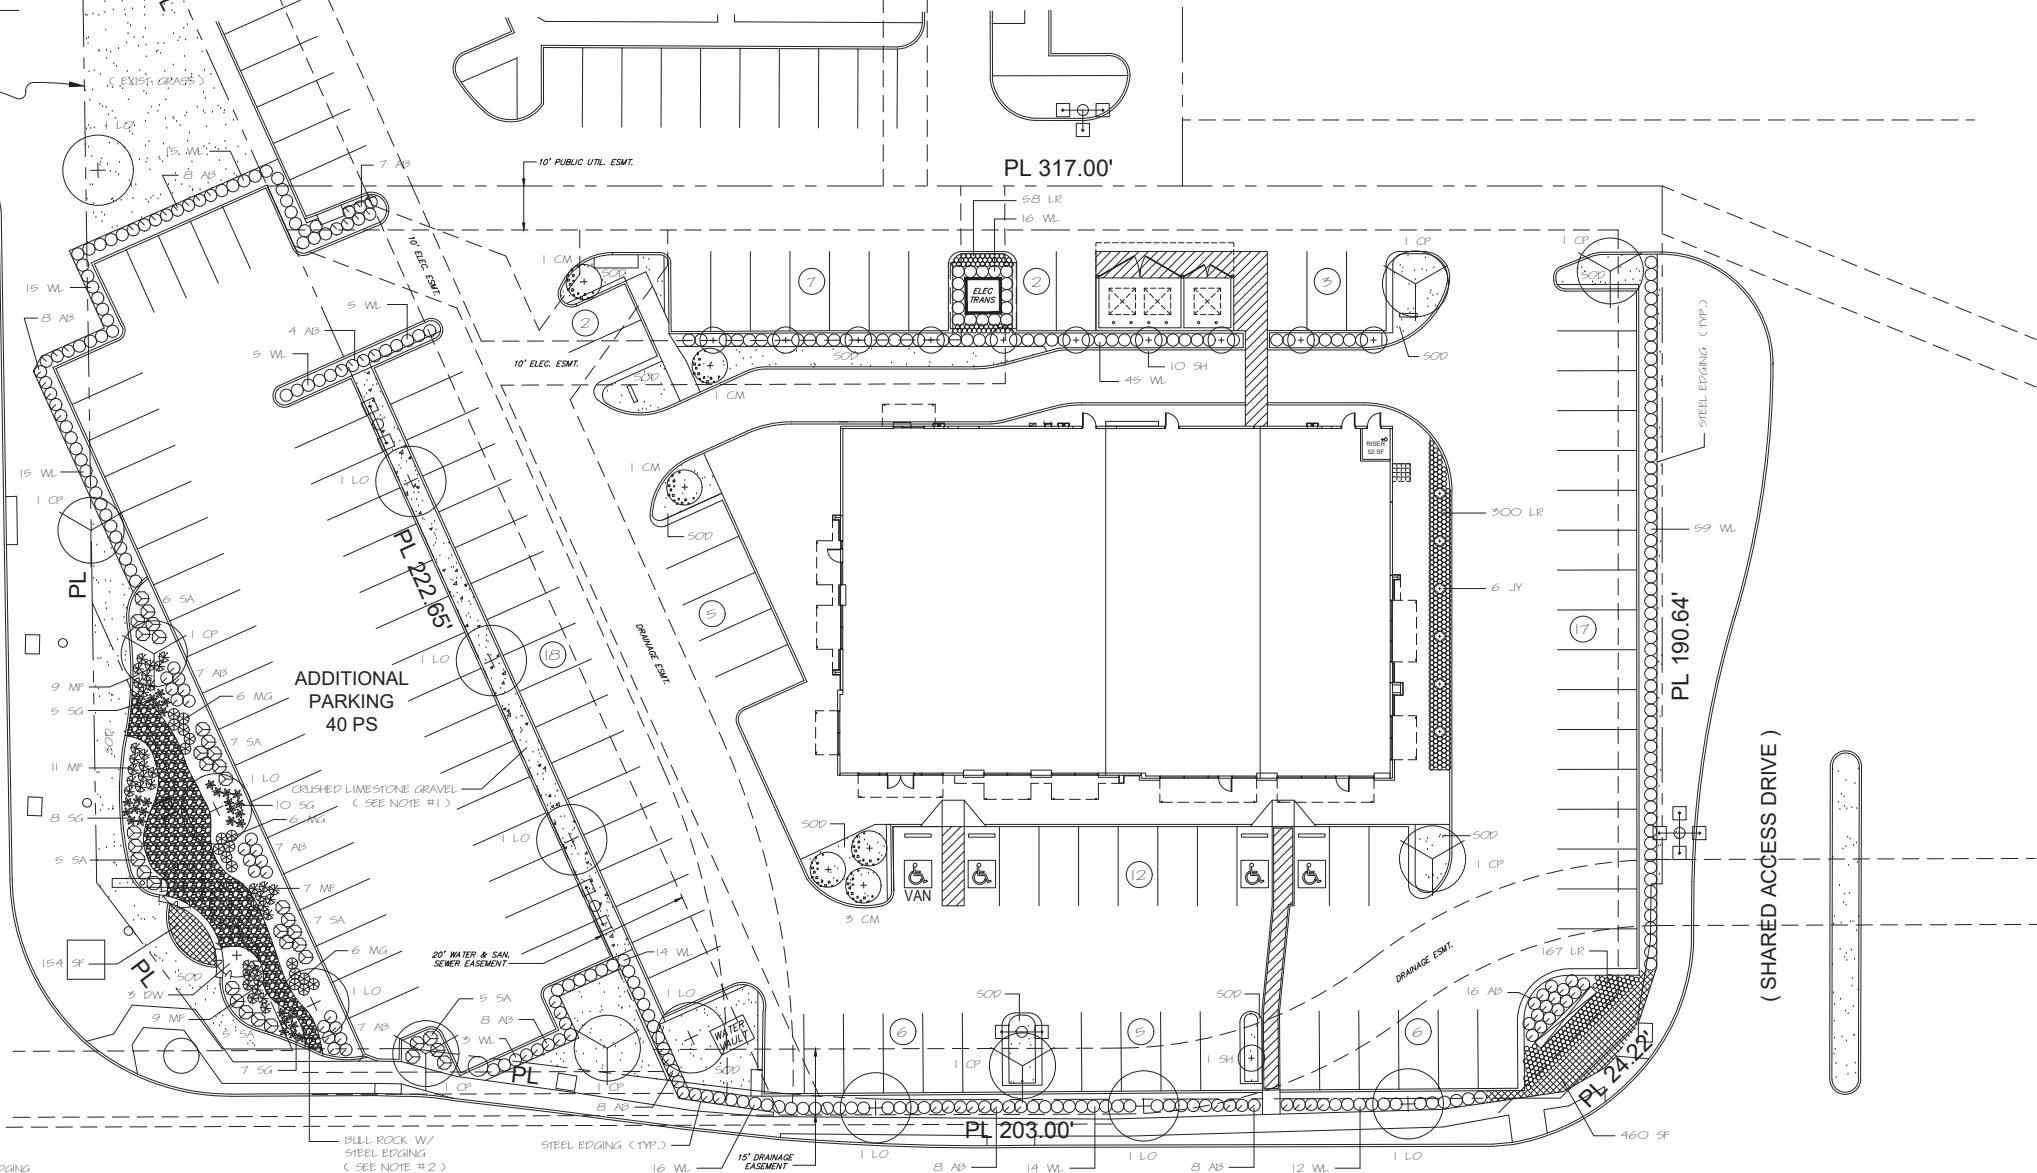 ( EXIST. GRASS )
1 LO
15 WL
8 AB
7 AB
10' PUBLIC UTIL. ESMT.
PL 317.00'
58 LR
16 WL
10' ELEC. ESMT.
1 CM
SOD
7
ELEC
TRANS
2
3
1 CP
1 CP
SOD
15 WL
8 AB
5 WL
4 AB
5 WL
2
10' ELEC. ESMT.
SOD
SOD
1 CM
45 WL
10 SH
SOD
STEEL EDGING ( TYP.)
15 WL
1 CP
1 LO
1 CM
SOD
RISER
52 SF
300 LR
59 WL
PL
PL 222.65'
6 SA
1 CP
7 AB
9 MF
5 SG
6 MG
1 LO
18
5
DRAINAGE ESMT.
6 JY
17
PL 190.64'
ADDITIONAL
PARKING
40 PS
SOD
7 SA
11 MF
1 LO
CRUSHED LIMESTONE GRAVEL
( SEE NOTE #1 )
10 SG
6 MG
8 SG
7 AB
1 LO
5 SA
7 MF
7 SA
6 MG
SOD
VAN
12
SOD
1 CP
3 CM
( SHARED ACCESS DRIVE )
20' WATER & SAN.
SEWER EASEMENT
14 WL
154 SF
PL
SOD
3 DW
1 LO
9 MF
5 SA
7 AB
5 SA
8 AB
3 WL
7 SG
1 CP
PL
1 CP
8 AB
1 LO
WATER
VAULT
SOD
6
SOD
1 CP
5
SOD
1 SH
6
DRAINAGE ESMT.
167 LR
16 AB
PL 24.22'
460 SF
PL 203.00'
BULL ROCK W/
STEEL EDGING
( SEE NOTE #2 )
STEEL EDGING ( TYP.)
16 WL
15' DRAINAGE
EASEMENT
1 LO
8 AB
14 WL
1 LO
8 AB
12 WL
1 LO